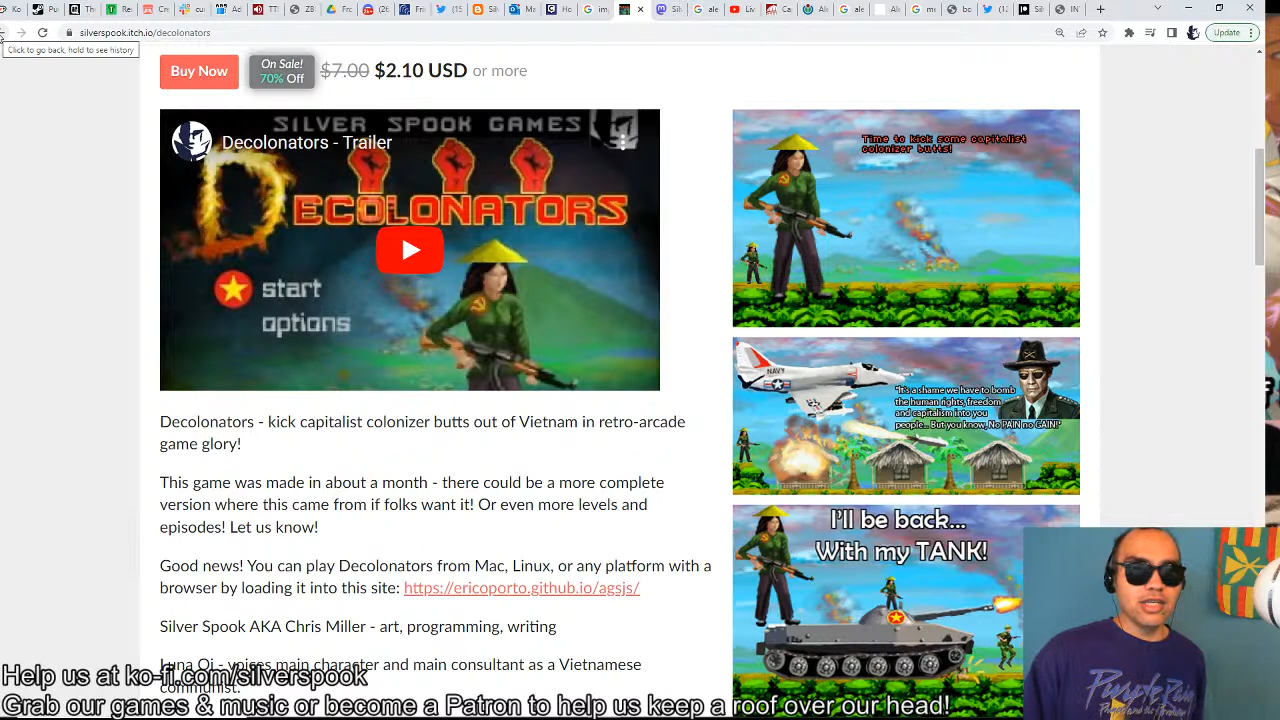 Click to go back, hold to see history
silverspook.itch.io/decolonators
Update
Buy Now
On Sale!
70% Off
$7.00 $2.10 USD or more
SILVER SPOOK GAMES
Decolonators - Trailer
DECOLONATORS
start
options
Time to kick some capitalist
colonizer butts!
NAVY
"It's a shame we have to bomb
the human rights, freedom
and capitalism into you
people.. But you know, No PAIN no GAIN!"
I'll be back...
With my TANK!
Decolonators - kick capitalist colonizer butts out of Vietnam in retro-arcade
game glory!
This game was made in about a month - there could be a more complete
version where this came from if folks want it! Or even more levels and
episodes! Let us know!
Good news! You can play Decolonators from Mac, Linux, or any platform with a
browser by loading it into this site: https://ericoporto.github.io/agsjs/
Silver Spook AKA Chris Miller - art, programming, writing
Luna Oi - voices main character and main consultant as a Vietnamese
communist.
Help us at ko-fi.com/silverspook
Grab our games & music or become a Patron to help us keep a roof over our head!
Purple Rain